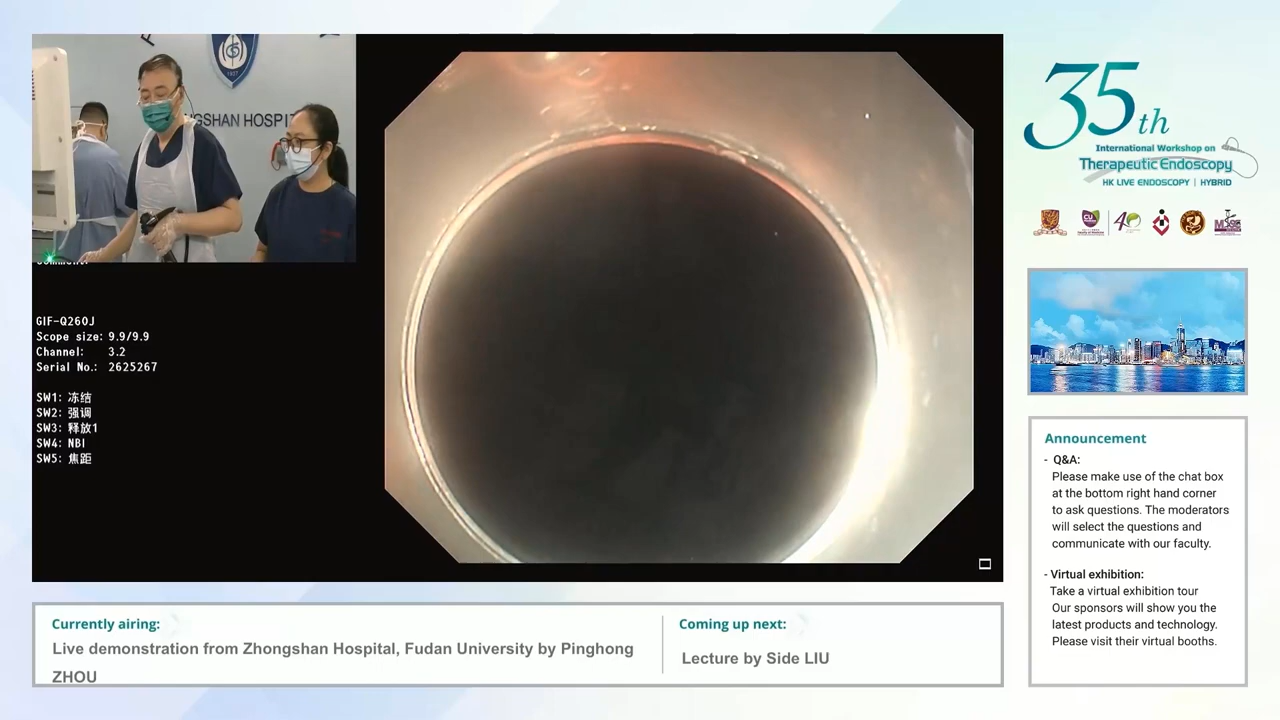 1937
NGSHAN HOSPIT
GIF-Q260J
Scope size: 9.9/9.9
Channel: 3.2
Serial No.: 2625267
SW1: 冻结
SW2: 强调
SW3: 释放1
SW4: NBI
SW5: 焦距
35th
International Workshop on
Therapeutic Endoscopy
HK LIVE ENDOSCOPY | HYBRID
Announcement
- Q&A:
Please make use of the chat box
at the bottom right hand corner
to ask questions. The moderators
will select the questions and
communicate with our faculty.
- Virtual exhibition:
Take a virtual exhibition tour
Our sponsors will show you the
latest products and technology.
Please visit their virtual booths.
Currently airing:
Live demonstration from Zhongshan Hospital, Fudan University by Pinghong
ZHOU
Coming up next:
Lecture by Side LIU